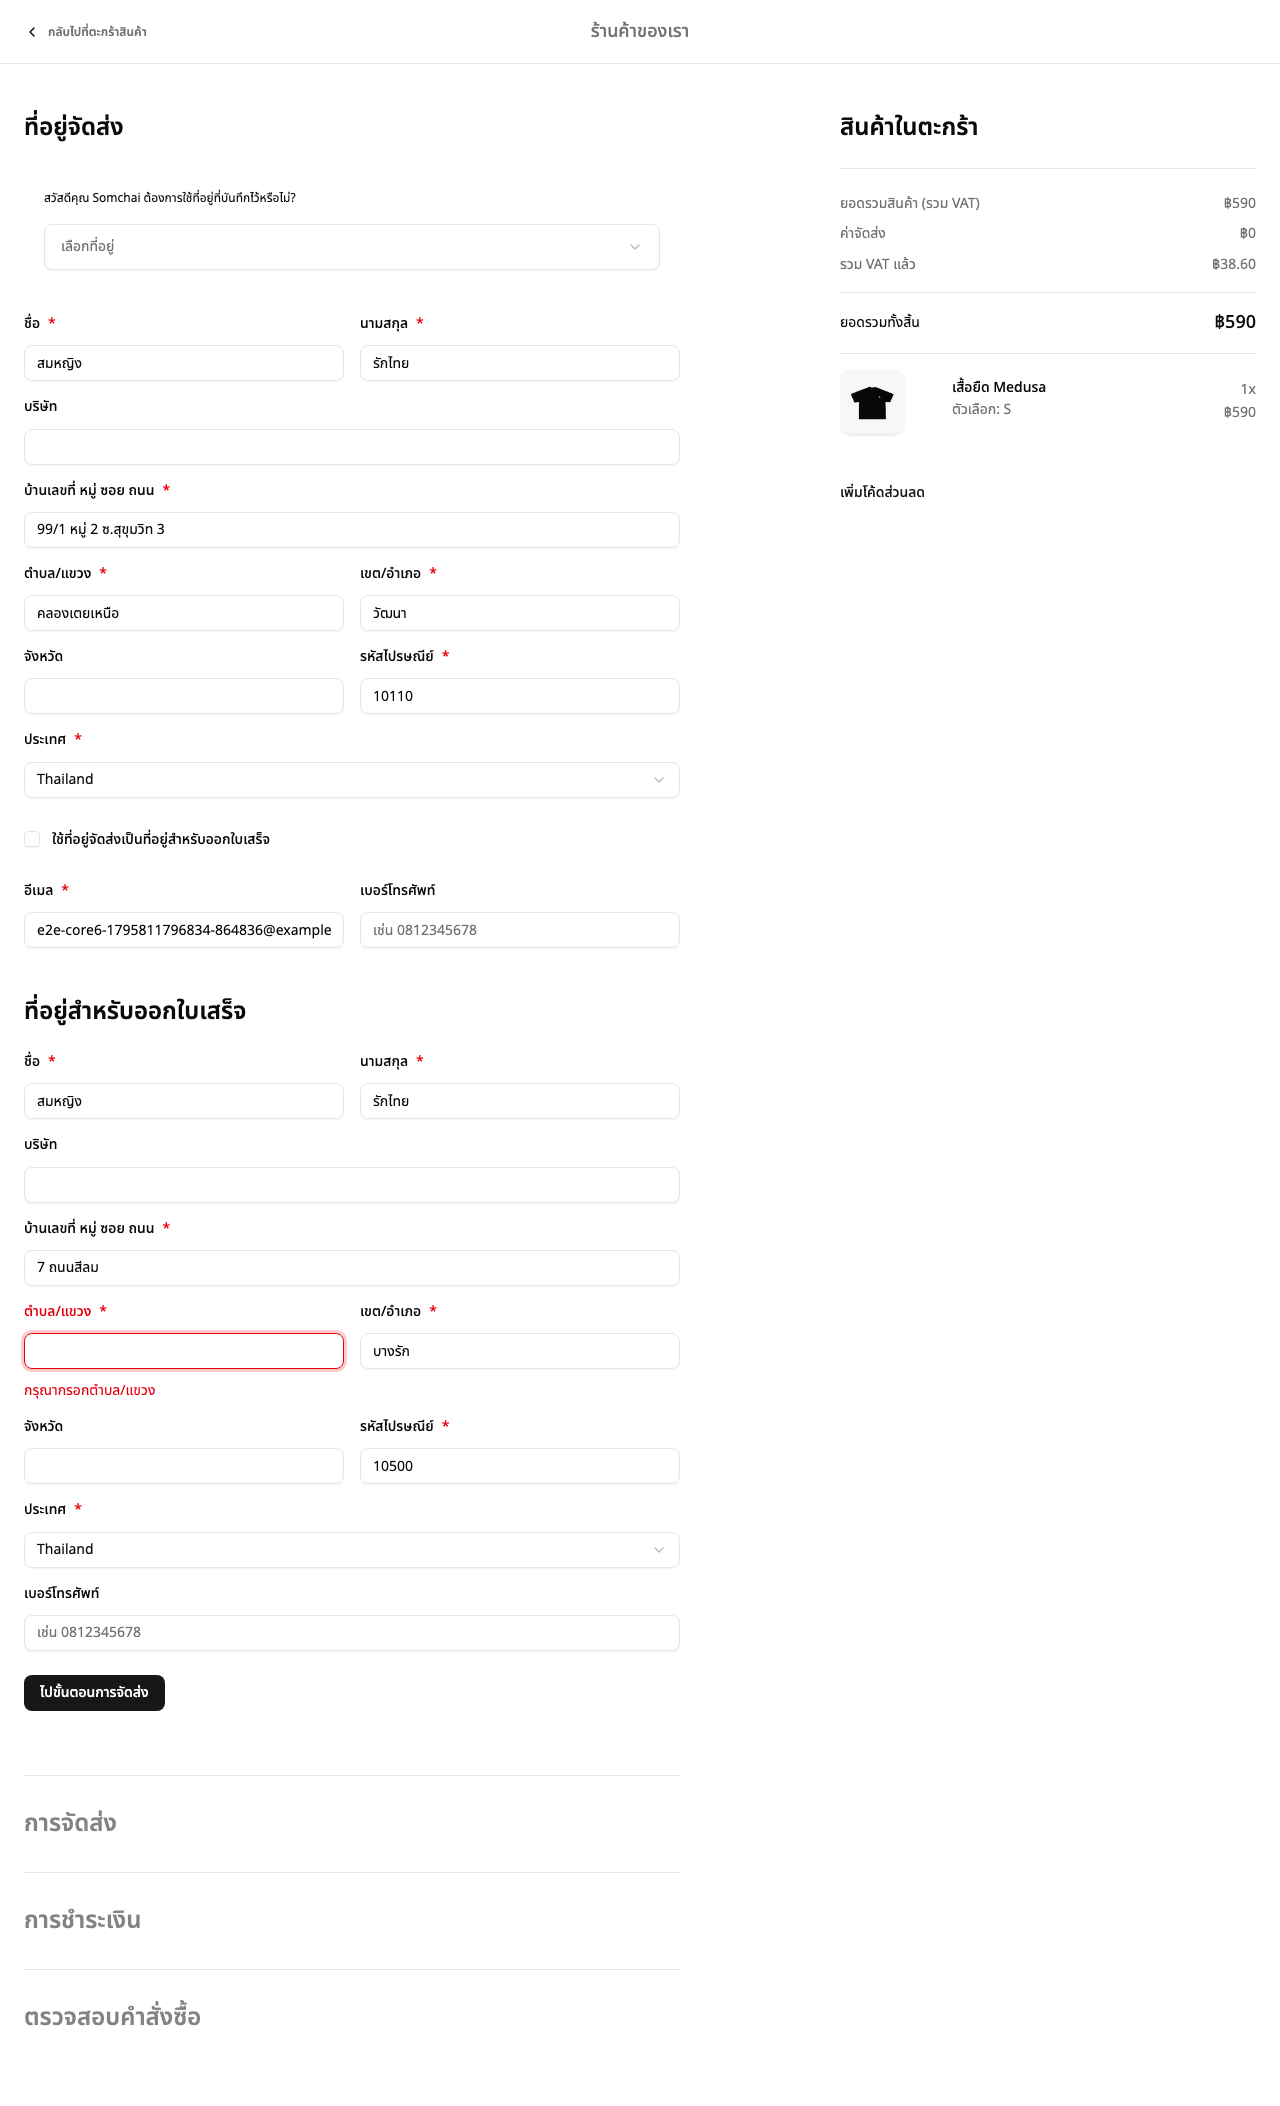 กลับไปที่ตะกร้าสินค้า
ร้านค้าของเรา
ที่อยู่จัดส่ง
สวัสดีคุณ Somchai ต้องการใช้ที่อยู่ที่บันทึกไว้หรือไม่?
เลือกที่อยู่
ชื่อ *
นามสกุล *
สมหญิง
รักไทย
บริษัท
บ้านเลขที่ หมู่ ซอย ถนน *
99/1 หมู่ 2 ซ.สุขุมวิท 3
ตำบล/แขวง *
เขต/อำเภอ *
คลองเตยเหนือ
วัฒนา
จังหวัด
รหัสไปรษณีย์ *
10110
ประเทศ *
Thailand
ใช้ที่อยู่จัดส่งเป็นที่อยู่สำหรับออกใบเสร็จ
อีเมล *
เบอร์โทรศัพท์
e2e-core6-1795811796834-864836@example
เช่น 0812345678
ที่อยู่สำหรับออกใบเสร็จ
ชื่อ *
นามสกุล *
สมหญิง
รักไทย
บริษัท
บ้านเลขที่ หมู่ ซอย ถนน *
7 ถนนสีลม
ตำบล/แขวง *
เขต/อำเภอ *
บางรัก
กรุณากรอกตำบล/แขวง
จังหวัด
รหัสไปรษณีย์ *
10500
ประเทศ *
Thailand
เบอร์โทรศัพท์
เช่น 0812345678
ไปขั้นตอนการจัดส่ง
การจัดส่ง
การชำระเงิน
ตรวจสอบคำสั่งซื้อ
สินค้าในตะกร้า
ยอดรวมสินค้า (รวม VAT)
฿590
ค่าจัดส่ง
฿0
รวม VAT แล้ว
฿38.60
ยอดรวมทั้งสิ้น
฿590
เสื้อยืด Medusa
1x
ตัวเลือก: S
฿590
เพิ่มโค้ดส่วนลด